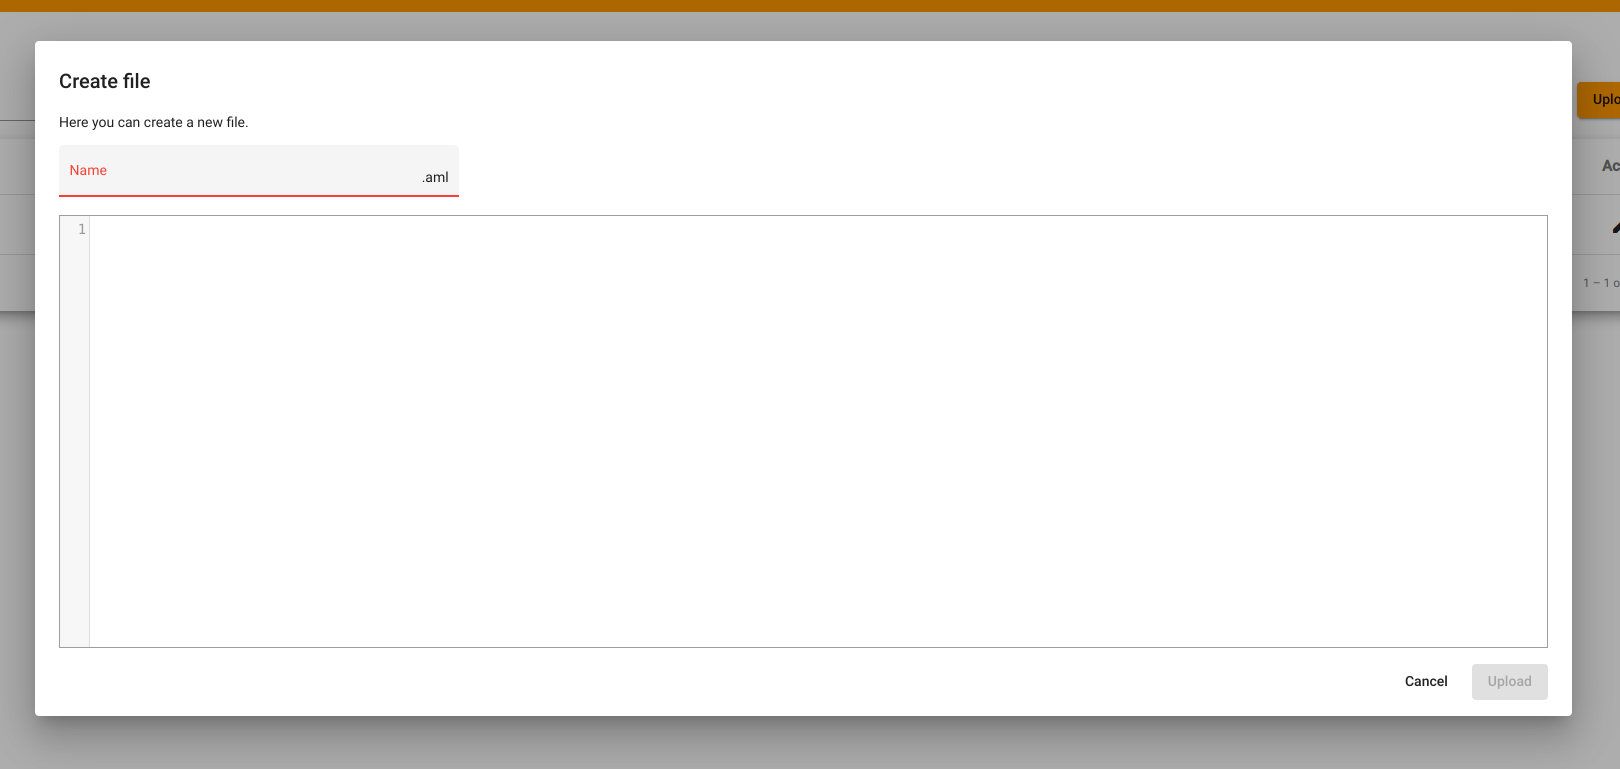 Create file
Here you can create a new file.
Name
.aml
1
Cancel
Upload
Uplo
Ac
1 – 1 o